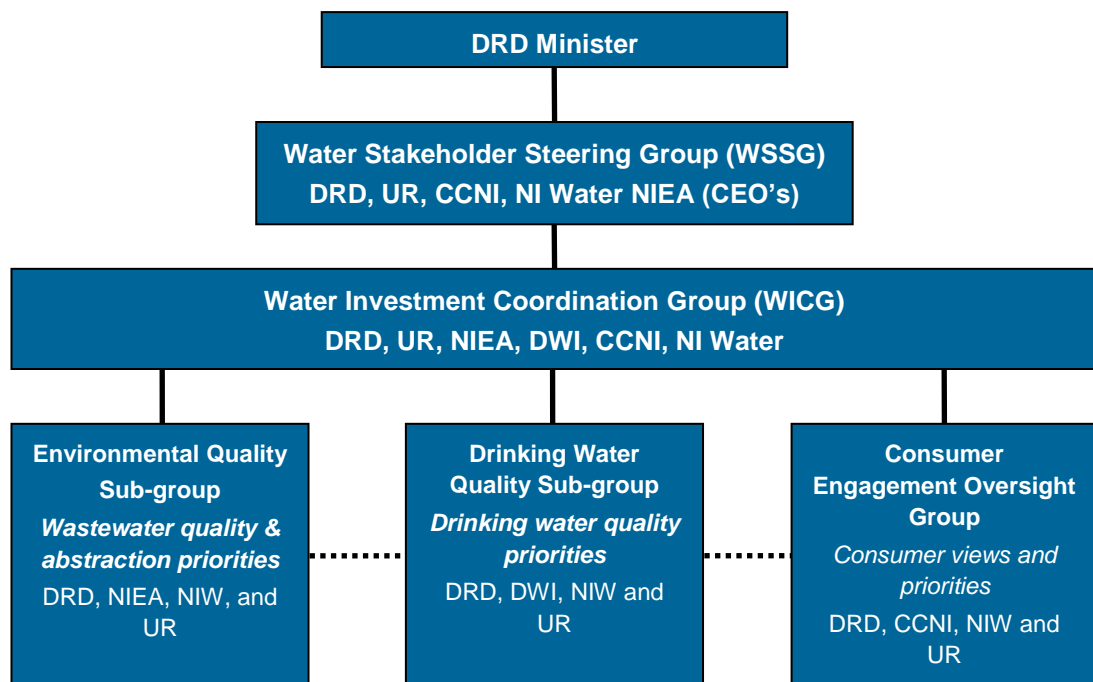 DRD Minister
Water Stakeholder Steering Group (WSSG)
DRD, UR, CCNI, NI Water NIEA (CEO’s)
Water Investment Coordination Group (WICG)
DRD, UR, NIEA, DWI, CCNI, NI Water
Environmental Quality
Sub-group
Wastewater quality &
abstraction priorities
DRD, NIEA, NIW, and
UR
Drinking Water
Quality Sub-group
Drinking water quality
priorities
DRD, DWI, NIW and
UR
Consumer
Engagement Oversight
Group
Consumer views and
priorities
DRD, CCNI, NIW and
UR